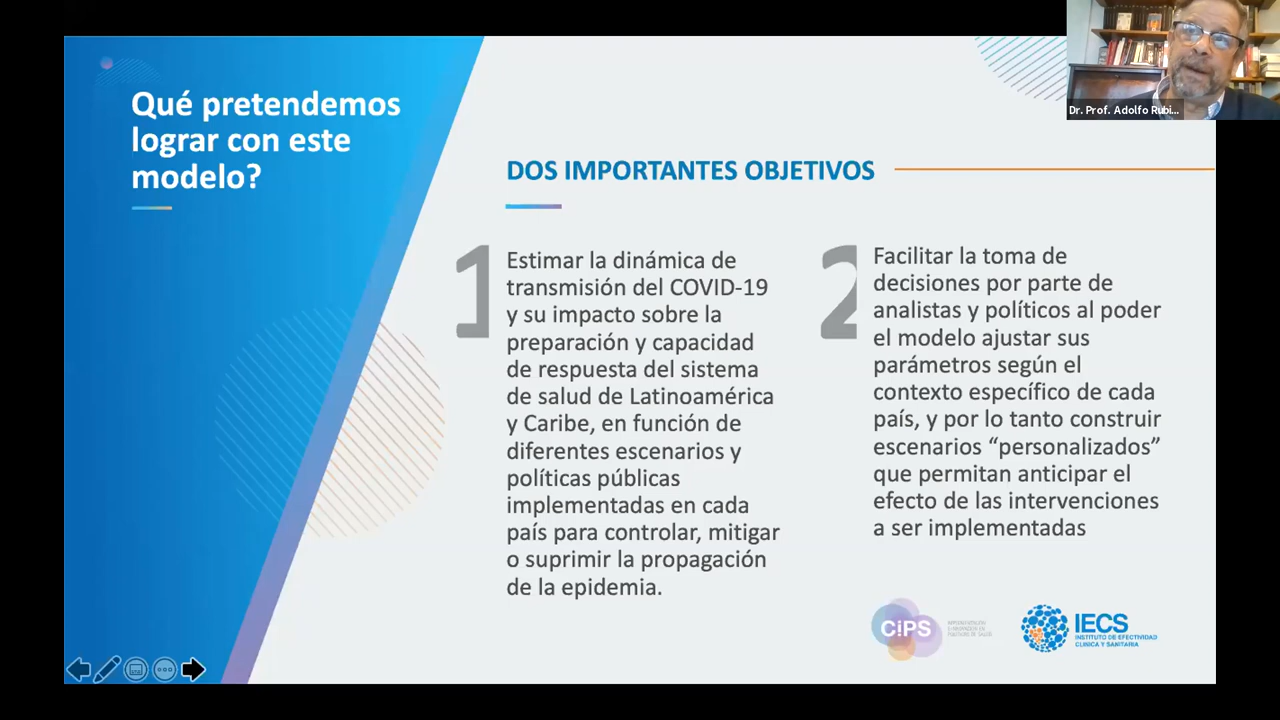 Dr. Prof. Adolfo Rubi...
Qué pretendemos
lograr con este
modelo?
DOS IMPORTANTES OBJETIVOS
1
Estimar la dinámica de
transmisión del COVID-19
y su impacto sobre la
preparación y capacidad
de respuesta del sistema
de salud de Latinoamérica
y Caribe, en función de
diferentes escenarios y
políticas públicas
implementadas en cada
país para controlar, mitigar
o suprimir la propagación
de la epidemia.
2
Facilitar la toma de
decisiones por parte de
analistas y políticos al poder
el modelo ajustar sus
parámetros según el
contexto específico de cada
país, y por lo tanto construir
escenarios “personalizados”
que permitan anticipar el
efecto de las intervenciones
a ser implementadas
CiPS
IECS
INSTITUTO DE EFECTIVIDAD
CLINICA Y SANITARIA